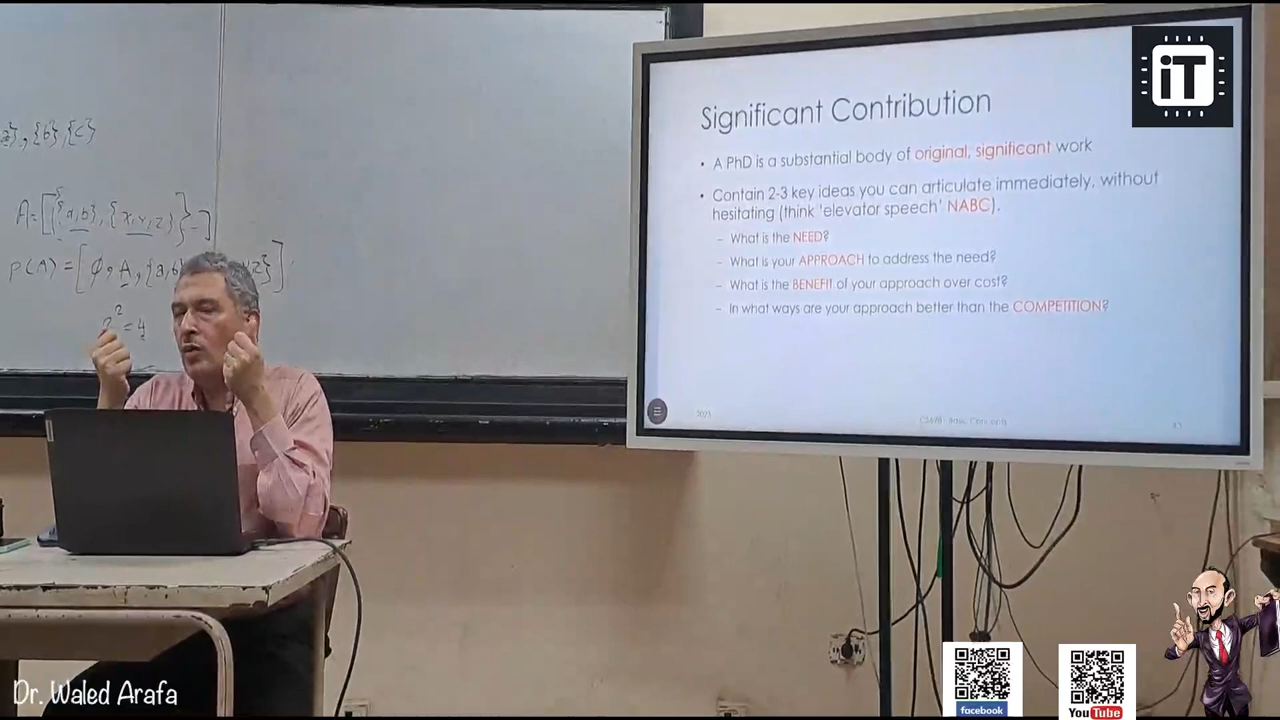 iT
Significant Contribution
• A PhD is a substantial body of original, significant work
• Contain 2-3 key ideas you can articulate immediately, without
hesitating (think 'elevator speech' NABC).
– What is the NEED?
– What is your APPROACH to address the need?
– What is the BENEFIT of your approach over cost?
– In what ways are your approach better than the COMPETITION?
2023
, {b}, {c}
A = [{{a,b}, {x,y,z}}]
P(A) = [φ, A, {a,b
2² = 4
Dr. Waled Arafa
facebook
YouTube